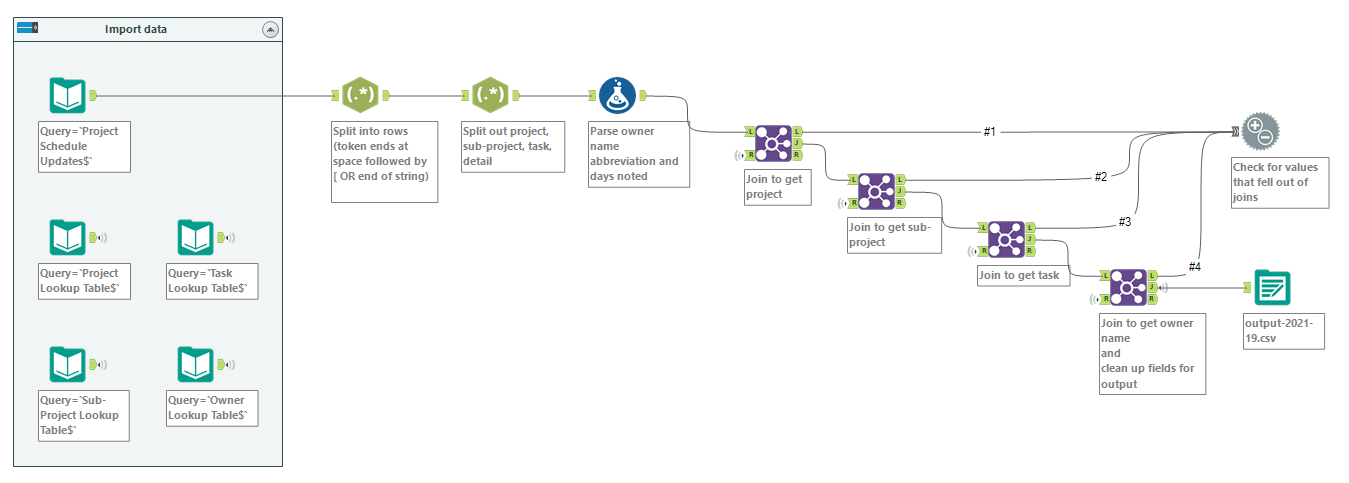 Import data
Query=`Project
Schedule
Updates$`
Query=`Project
Lookup Table$`
Query=`Task
Lookup Table$`
Query=`Sub-
Project Lookup
Table$`
Query=`Owner
Lookup Table$`
(.*)
Split into rows
(token ends at
space followed by
[ OR end of string)
(.*)
Split out project,
sub-project, task,
detail
Parse owner
name
abbreviation and
days noted
L
R
L
J
R
Join to get
project
L
R
L
J
R
Join to get sub-
project
L
R
L
J
R
Join to get task
L
R
L
J
R
Join to get owner
name
and
clean up fields for
output
#1
#2
#3
#4
Check for values
that fell out of
joins
output-2021-
19.csv